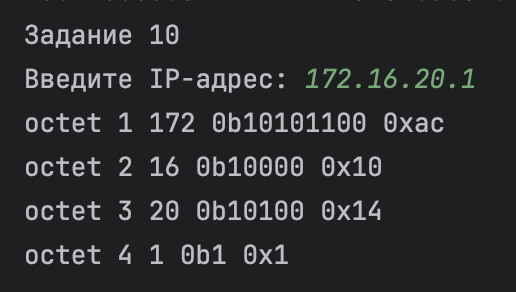 Задание 10
Введите IP-адрес: 172.16.20.1
octet 1 172 0b10101100 0xac
octet 2 16 0b10000 0x10
octet 3 20 0b10100 0x14
octet 4 1 0b1 0x1